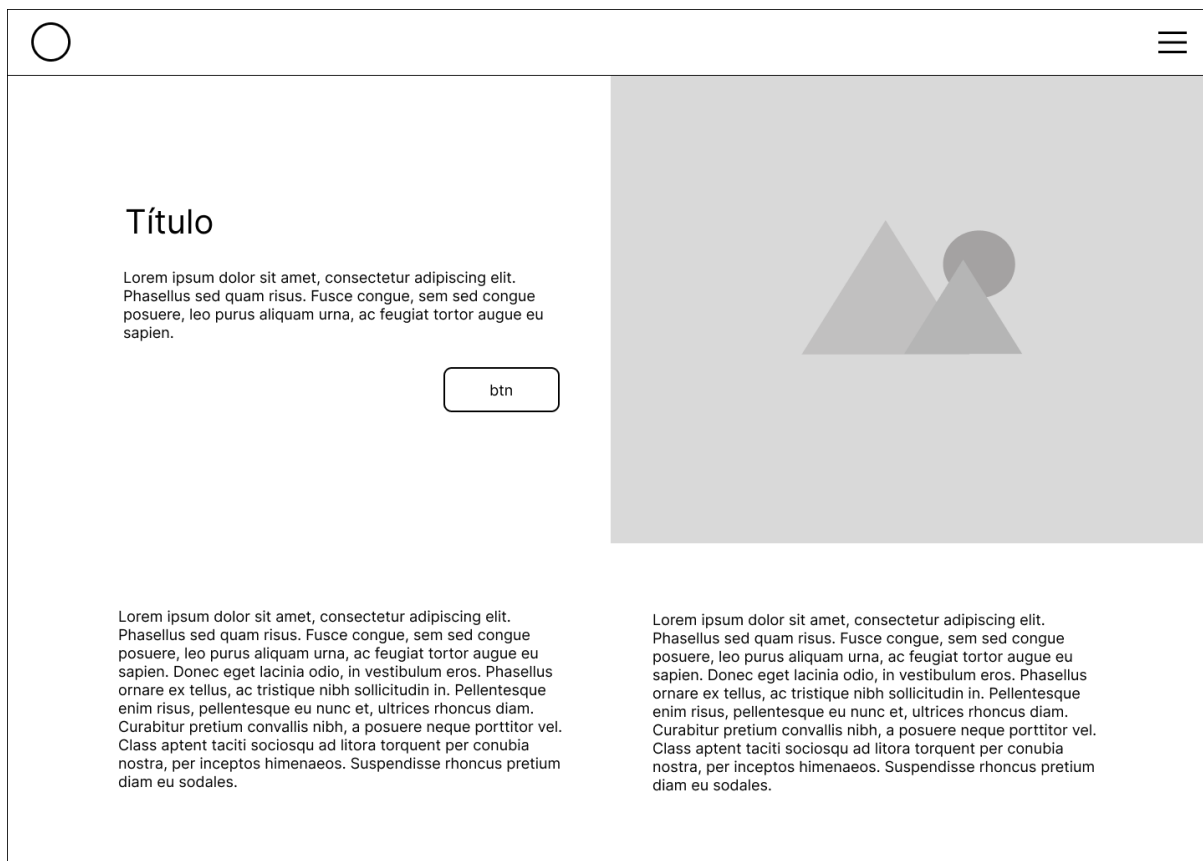 Título
Lorem ipsum dolor sit amet, consectetur adipiscing elit.
Phasellus sed quam risus. Fusce congue, sem sed congue
posuere, leo purus aliquam urna, ac feugiat tortor augue eu
sapien.
btn
Lorem ipsum dolor sit amet, consectetur adipiscing elit.
Phasellus sed quam risus. Fusce congue, sem sed congue
posuere, leo purus aliquam urna, ac feugiat tortor augue eu
sapien. Donec eget lacinia odio, in vestibulum eros. Phasellus
ornare ex tellus, ac tristique nibh sollicitudin in. Pellentesque
enim risus, pellentesque eu nunc et, ultrices rhoncus diam.
Curabitur pretium convallis nibh, a posuere neque porttitor vel.
Class aptent taciti sociosqu ad litora torquent per conubia
nostra, per inceptos himenaeos. Suspendisse rhoncus pretium
diam eu sodales.
Lorem ipsum dolor sit amet, consectetur adipiscing elit.
Phasellus sed quam risus. Fusce congue, sem sed congue
posuere, leo purus aliquam urna, ac feugiat tortor augue eu
sapien. Donec eget lacinia odio, in vestibulum eros. Phasellus
ornare ex tellus, ac tristique nibh sollicitudin in. Pellentesque
enim risus, pellentesque eu nunc et, ultrices rhoncus diam.
Curabitur pretium convallis nibh, a posuere neque porttitor vel.
Class aptent taciti sociosqu ad litora torquent per conubia
nostra, per inceptos himenaeos. Suspendisse rhoncus pretium
diam eu sodales.